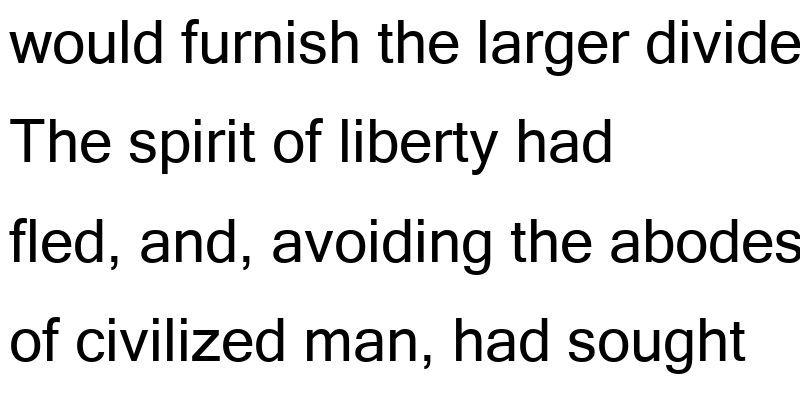 would furnish the larger divide
The spirit of liberty had
fled, and, avoiding the abodes
of civilized man, had sought